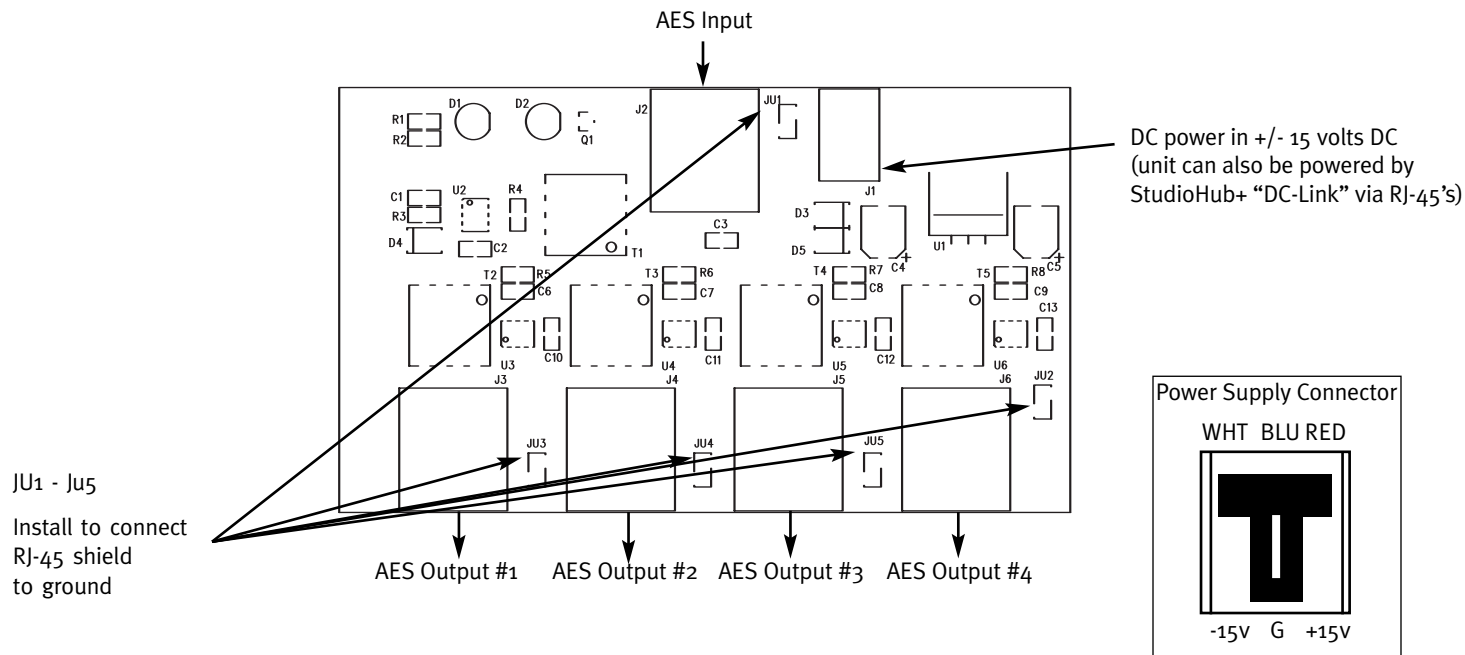 AES Input
D1
D2
J2
JU1
R1
R2
Q1
DC power in +/- 15 volts DC
(unit can also be powered by
StudioHub+ “DC-Link” via RJ-45’s)
J1
C1
U2
R4
R3
D3
D4
C2
T1
C3
D5
C4
U1
C5
T2
R5
T3
R6
T4
R7
T5
R8
C6
C7
C8
C9
C13
C10
C11
C12
U3
U4
U5
U6
J3
J4
J5
J6
JU2
JU3
JU4
JU5
JU1 - Ju5
Install to connect
RJ-45 shield
to ground
AES Output #1
AES Output #2
AES Output #3
AES Output #4
Power Supply Connector
WHT BLU RED
-15v G +15v